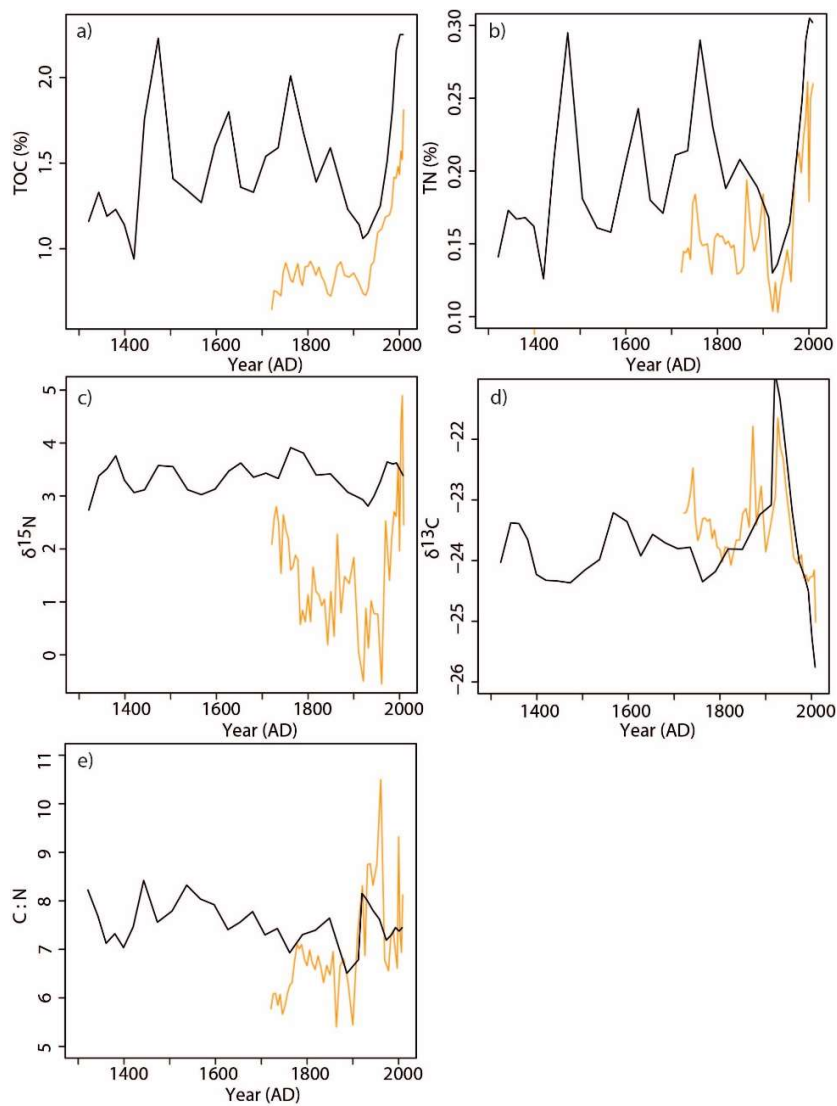 a)
TOC (%)
2.0
1.5
1.0
1400 1600 1800 2000
Year (AD)
b)
TN (%)
0.30
0.25
0.20
0.15
0.10
1400 1600 1800 2000
Year (AD)
c)
δ15N
5
4
3
2
1
0
1400 1600 1800 2000
Year (AD)
d)
δ13C
−22
−23
−24
−25
−26
1400 1600 1800 2000
Year (AD)
e)
C:N
11
10
9
8
7
6
5
1400 1600 1800 2000
Year (AD)